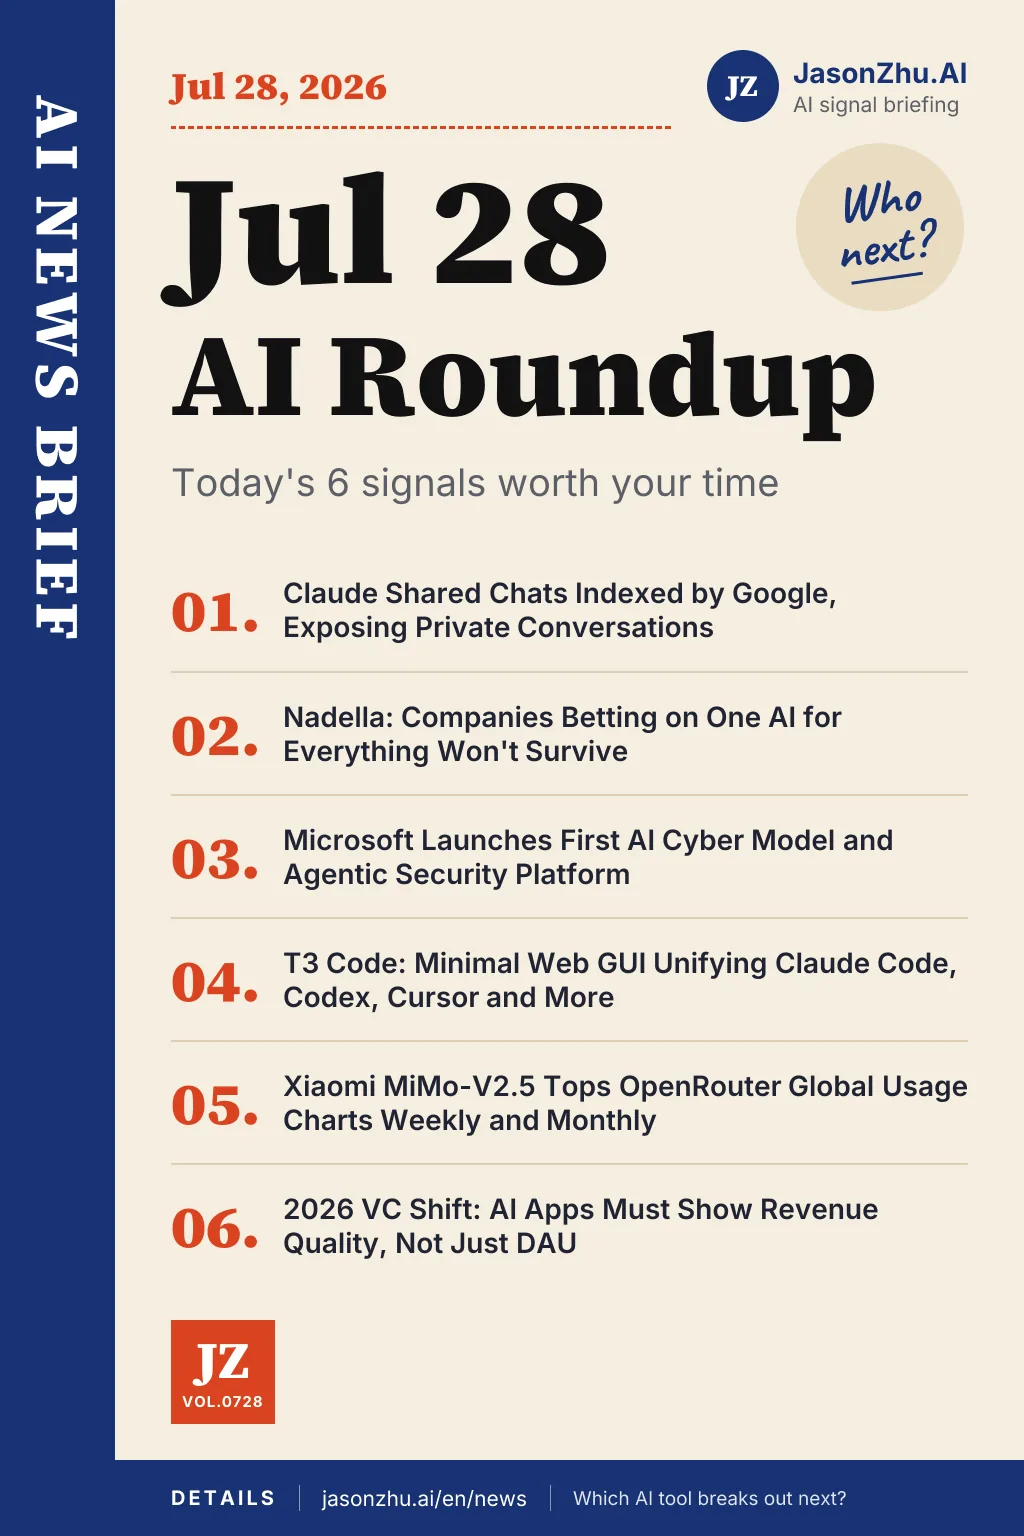 AI NEWS BRIEF
Jul 28, 2026
JZ
JasonZhu.AI
AI signal briefing
Jul 28
AI Roundup
Who
next?
Today's 6 signals worth your time
01. Claude Shared Chats Indexed by Google,
Exposing Private Conversations
02. Nadella: Companies Betting on One AI for
Everything Won't Survive
03. Microsoft Launches First AI Cyber Model and
Agentic Security Platform
04. T3 Code: Minimal Web GUI Unifying Claude Code,
Codex, Cursor and More
05. Xiaomi MiMo-V2.5 Tops OpenRouter Global Usage
Charts Weekly and Monthly
06. 2026 VC Shift: AI Apps Must Show Revenue
Quality, Not Just DAU
JZ
VOL.0728
DETAILS jasonzhu.ai/en/news Which AI tool breaks out next?